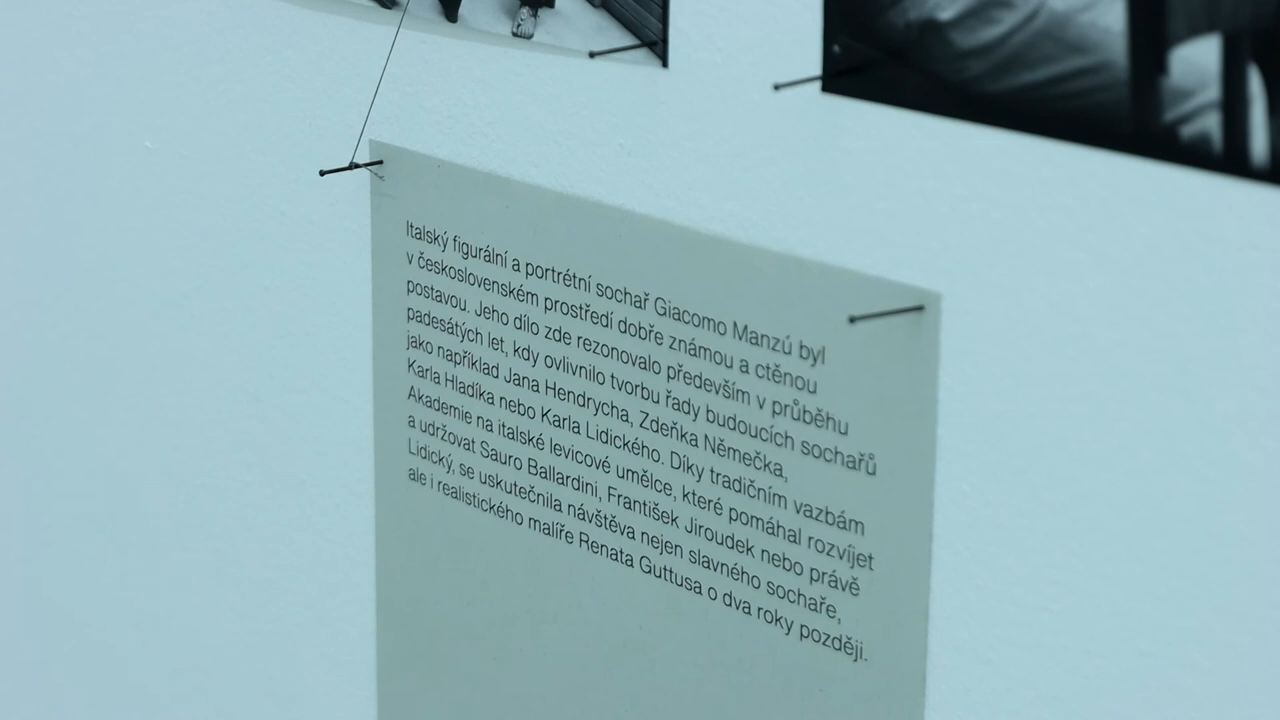 Italský figurální a portrétní sochař Giacomo Manzú byl
v československém prostředí dobře známou a ctěnou
postavou. Jeho dílo zde rezonovalo především v průběhu
padesátých let, kdy ovlivnilo tvorbu řady budoucích sochařů
jako například Jana Hendrycha, Zdeňka Němečka,
Karla Hladíka nebo Karla Lidického. Díky tradičním vazbám
Akademie na italské levicové umělce, které pomáhal rozvíjet
a udržovat Sauro Ballardini, František Jiroudek nebo právě
Lidický, se uskutečnila návštěva nejen slavného sochaře,
ale i realistického malíře Renata Guttusa o dva roky později.